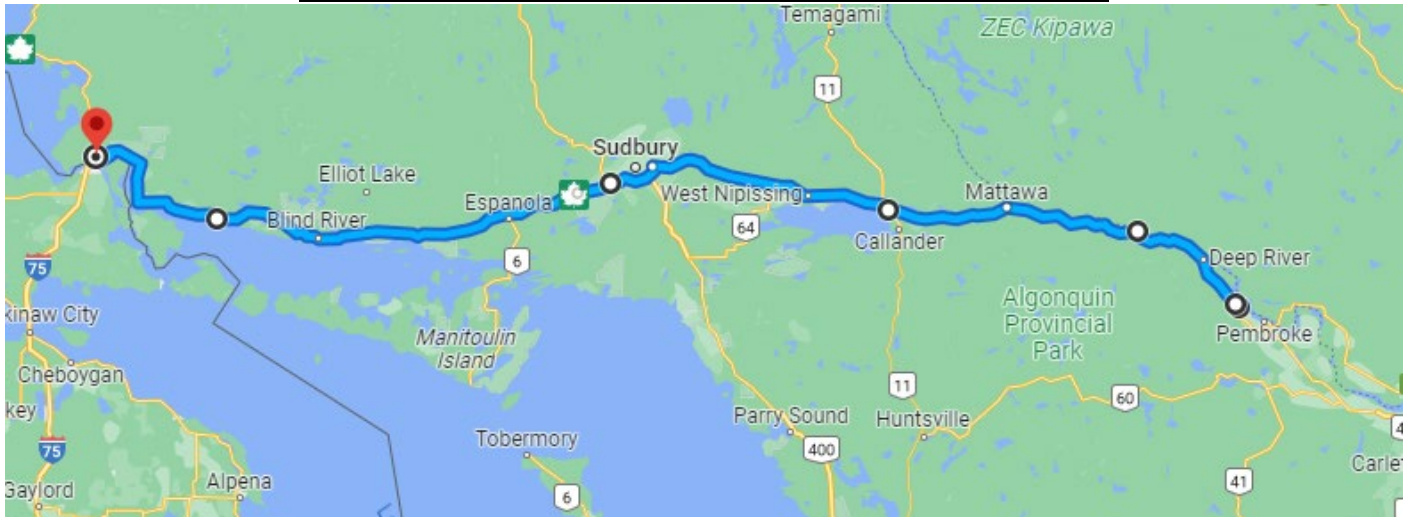 Temagami
ZEC Kipawa
11
Sudbury
Elliot Lake
Espanola
West Nipissing
Mattawa
Blind River
64
Callander
Deep River
6
75
kinaw City
Algonquin
Provincial
Park
Manitoulin
Island
Pembroke
Cheboygan
key
11
60
Parry Sound
Huntsville
4
75
Tobermory
400
Carle
Gaylord
Alpena
6
41